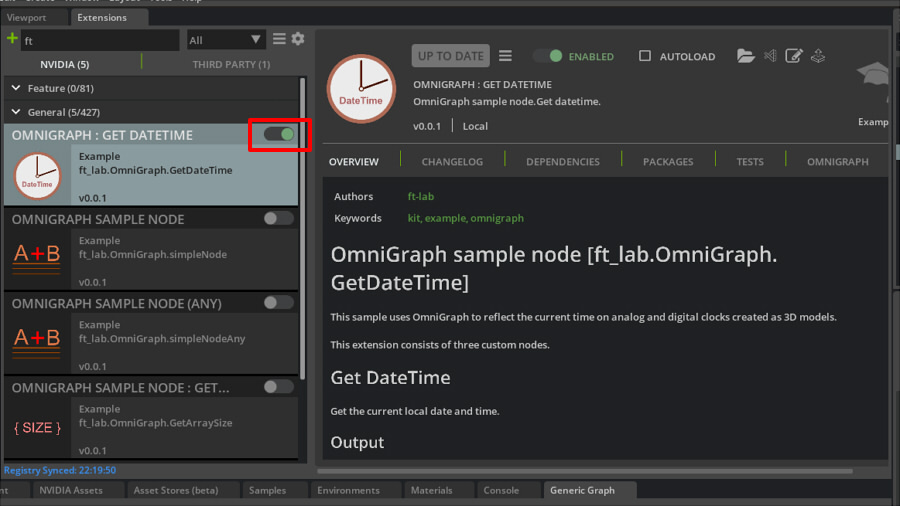 Viewport
Extensions
ft
All
NVIDIA (5)
THIRD PARTY (1)
Feature (0/81)
General (5/427)
OMNIGRAPH : GET DATETIME
DateTime
Example
ft_lab.OmniGraph.GetDateTime
v0.0.1
OMNIGRAPH SAMPLE NODE
A+B
Example
ft_lab.OmniGraph.simpleNode
v0.0.1
OMNIGRAPH SAMPLE NODE (ANY)
A+B
Example
ft_lab.OmniGraph.simpleNodeAny
v0.0.1
OMNIGRAPH SAMPLE NODE : GET...
{ SIZE }
Example
ft_lab.OmniGraph.GetArraySize
v0.0.1
Registry Synced: 22:19:50
DateTime
UP TO DATE
ENABLED
AUTOLOAD
OMNIGRAPH : GET DATETIME
OmniGraph sample node.Get datetime.
v0.0.1
Local
Examp
OVERVIEW
CHANGELOG
DEPENDENCIES
PACKAGES
TESTS
OMNIGRAPH
Authors ft-lab
Keywords kit, example, omnigraph
OmniGraph sample node [ft_lab.OmniGraph.
GetDateTime]
This sample uses OmniGraph to reflect the current time on analog and digital clocks created as 3D models.
This extension consists of three custom nodes.
Get DateTime
Get the current local date and time.
Output
nt
NVIDIA Assets
Asset Stores (beta)
Samples
Environments
Materials
Console
Generic Graph